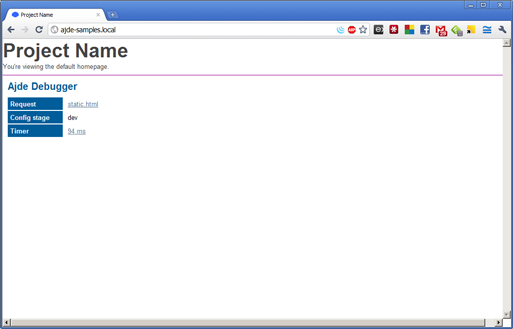 Project Name
ajde-samples.local
Project Name
You're viewing the default homepage.
Ajde Debugger
Request static.html
Config stage dev
Timer 94 ms